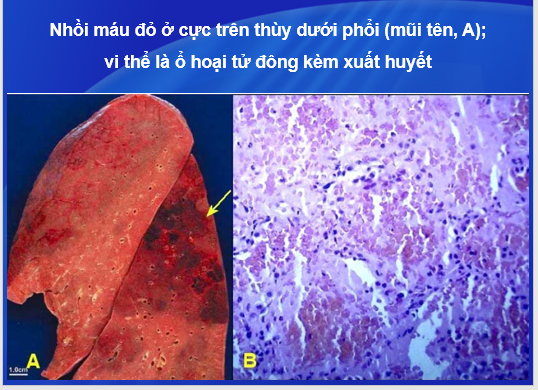 Nhồi máu đỏ ở cực trên thùy dưới phổi (mũi tên, A);
vi thể là ổ hoại tử đông kèm xuất huyết
A
B
1.0cm